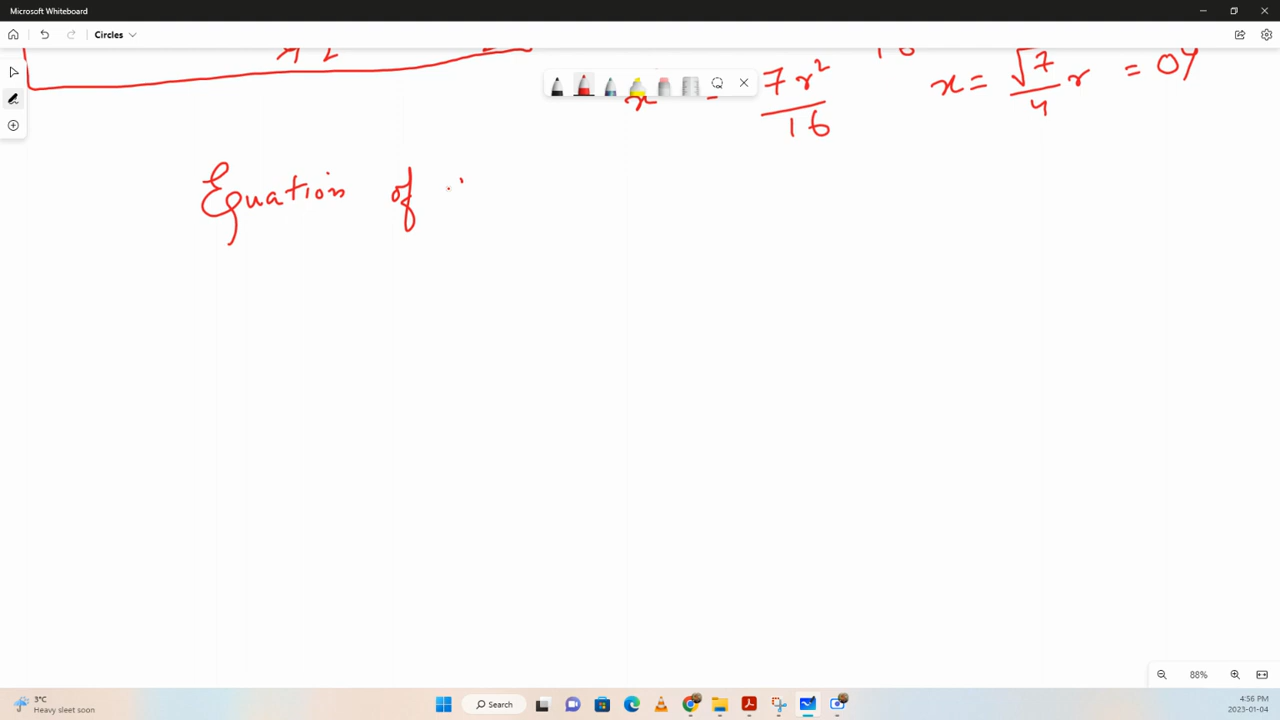 Microsoft Whiteboard
Circles
7r²
16
x = √7/4 r = OY
x
Equation of
88%
3°C
Heavy sleet soon
Search
4:56 PM
2023-01-04